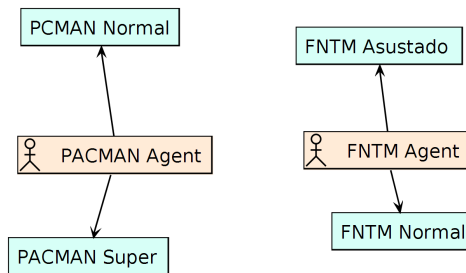 PCMAN Normal
FNTM Asustado
PACMAN Agent
FNTM Agent
FNTM Normal
PACMAN Super